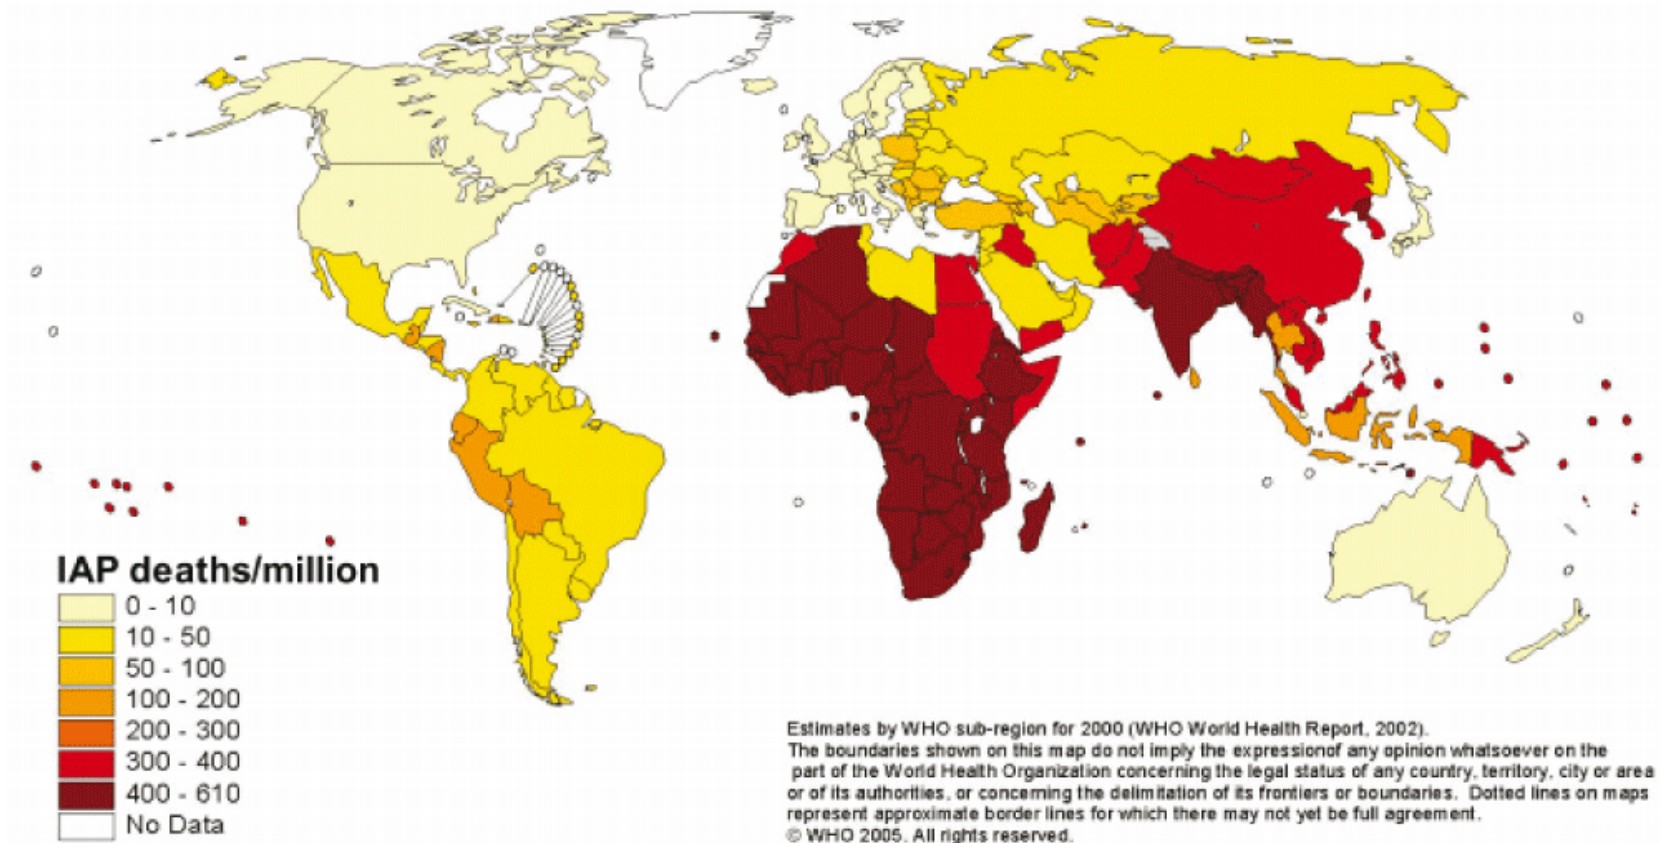 IAP deaths/million
0 - 10
10 - 50
50 - 100
100 - 200
200 - 300
300 - 400
400 - 610
No Data
Estimates by WHO sub-region for 2000 (WHO World Health Report, 2002).
The boundaries shown on this map do not imply the expressionof any opinion whatsoever on the
part of the World Health Organization concerning the legal status of any country, territory, city or area
or of its authorities, or concerning the delimitation of its frontiers or boundaries. Dotted lines on maps
represent approximate border lines for which there may not yet be full agreement.
© WHO 2005. All rights reserved.